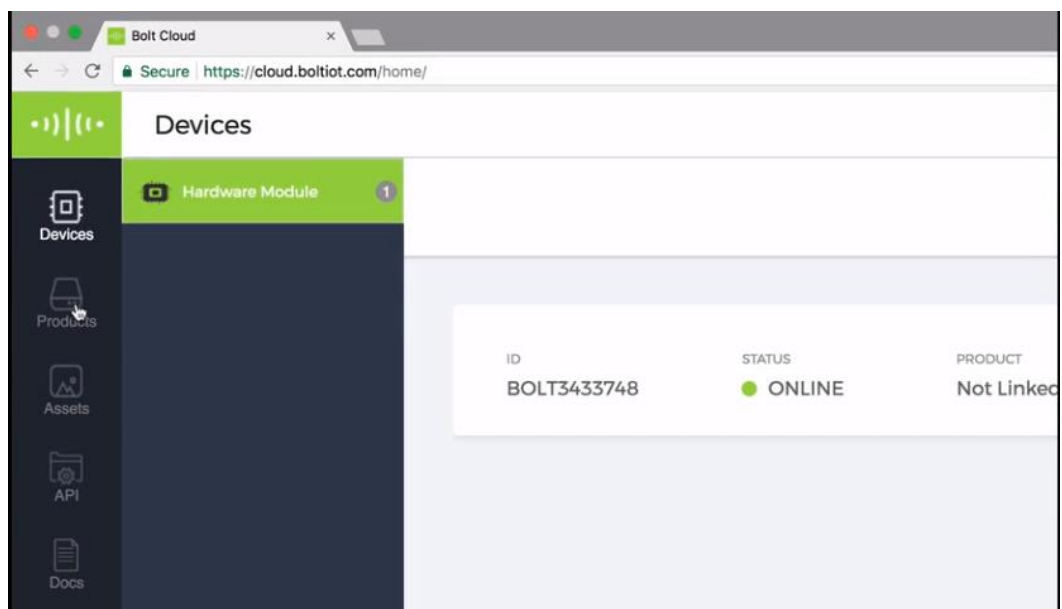 Bolt Cloud
Secure https://cloud.boltiot.com/home/
Devices
Hardware Module 1
Devices
Products
Assets
API
Docs
ID STATUS PRODUCT
BOLT3433748 ONLINE Not Linked